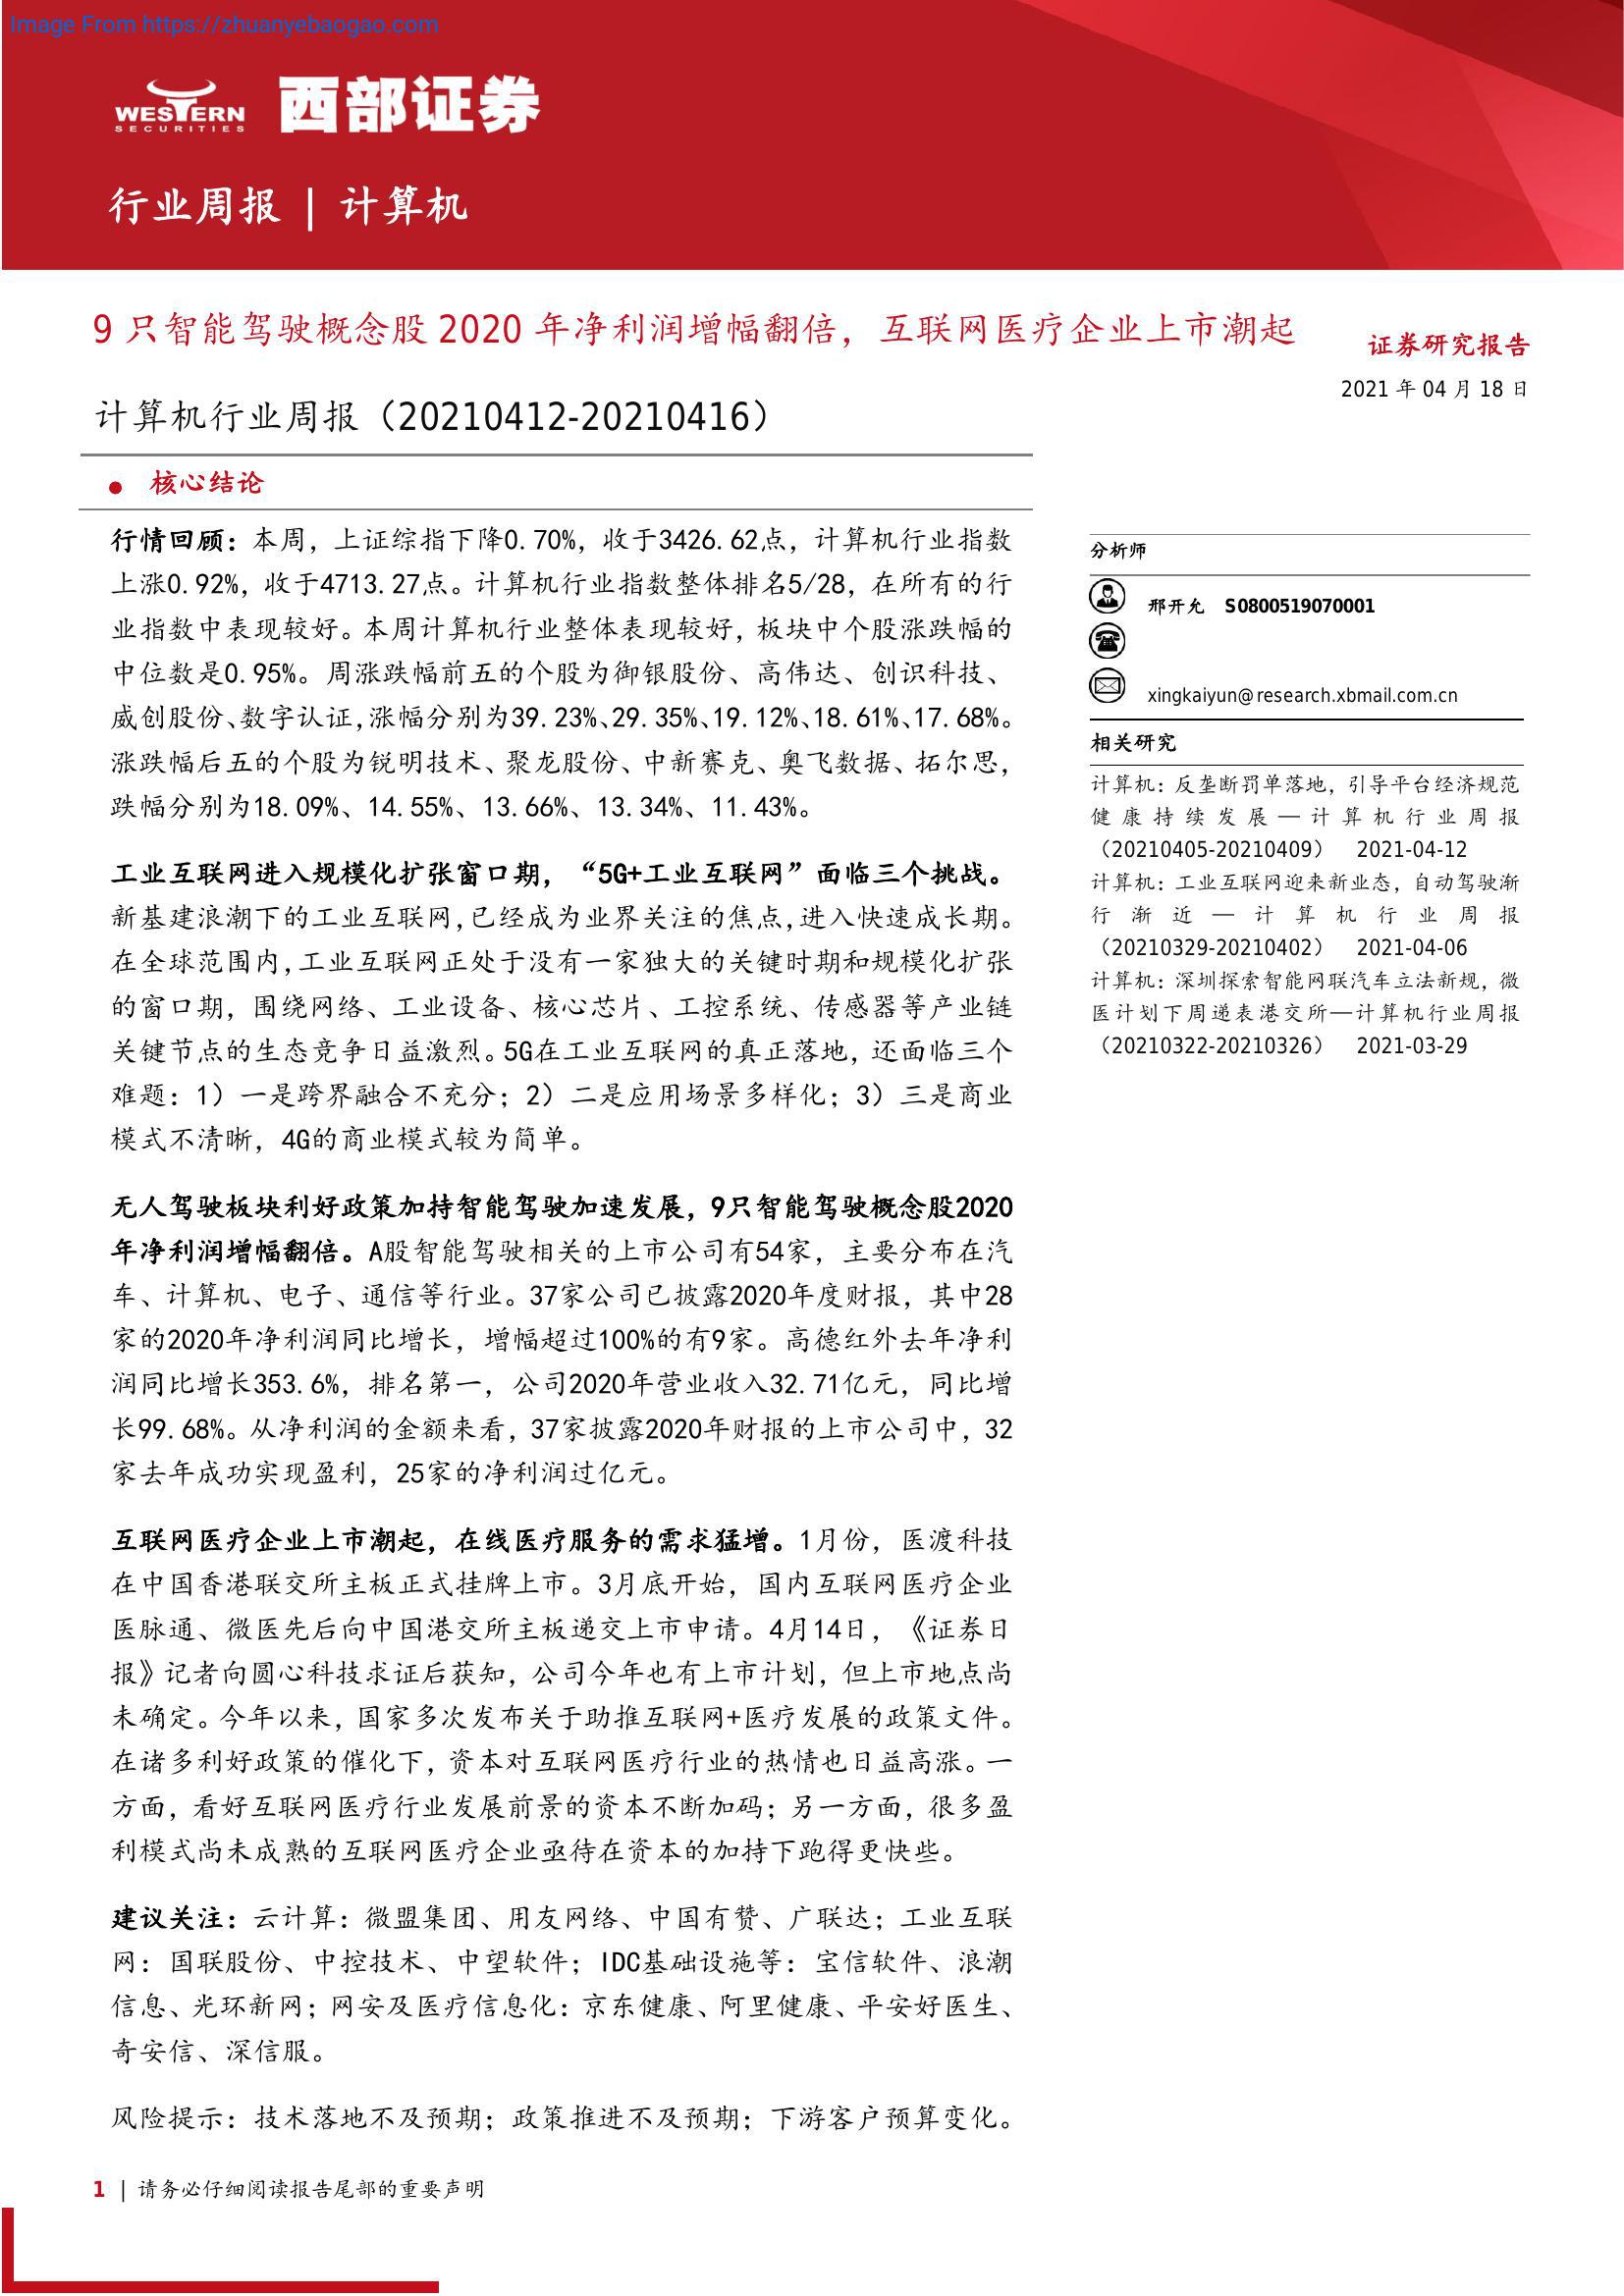 Image From https://zhuanyebaogao.com
WESTERN
SECURITIES
西部证券
行业周报 | 计算机
9 只智能驾驶概念股 2020 年净利润增幅翻倍，互联网医疗企业上市潮起
计算机行业周报（20210412-20210416）
证券研究报告
2021 年 04 月 18 日
● 核心结论
行情回顾：本周，上证综指下降0.70%，收于3426.62点，计算机行业指数
上涨0.92%，收于4713.27点。计算机行业指数整体排名5/28，在所有的行
业指数中表现较好。本周计算机行业整体表现较好，板块中个股涨跌幅的
中位数是0.95%。周涨跌幅前五的个股为御银股份、高伟达、创识科技、
威创股份、数字认证，涨幅分别为39.23%、29.35%、19.12%、18.61%、17.68%。
涨跌幅后五的个股为锐明技术、聚龙股份、中新赛克、奥飞数据、拓尔思，
跌幅分别为18.09%、14.55%、13.66%、13.34%、11.43%。
工业互联网进入规模化扩张窗口期，“5G+工业互联网”面临三个挑战。
新基建浪潮下的工业互联网，已经成为业界关注的焦点，进入快速成长期。
在全球范围内，工业互联网正处于没有一家独大的关键时期和规模化扩张
的窗口期，围绕网络、工业设备、核心芯片、工控系统、传感器等产业链
关键节点的生态竞争日益激烈。5G在工业互联网的真正落地，还面临三个
难题：1）一是跨界融合不充分；2）二是应用场景多样化；3）三是商业
模式不清晰，4G的商业模式较为简单。
无人驾驶板块利好政策加持智能驾驶加速发展，9只智能驾驶概念股2020
年净利润增幅翻倍。A股智能驾驶相关的上市公司有54家，主要分布在汽
车、计算机、电子、通信等行业。37家公司已披露2020年度财报，其中28
家的2020年净利润同比增长，增幅超过100%的有9家。高德红外去年净利
润同比增长353.6%，排名第一，公司2020年营业收入32.71亿元，同比增
长99.68%。从净利润的金额来看，37家披露2020年财报的上市公司中，32
家去年成功实现盈利，25家的净利润过亿元。
互联网医疗企业上市潮起，在线医疗服务的需求猛增。1月份，医渡科技
在中国香港联交所主板正式挂牌上市。3月底开始，国内互联网医疗企业
医脉通、微医先后向中国港交所主板递交上市申请。4月14日，《证券日
报》记者向圆心科技求证后获知，公司今年也有上市计划，但上市地点尚
未确定。今年以来，国家多次发布关于助推互联网+医疗发展的政策文件。
在诸多利好政策的催化下，资本对互联网医疗行业的热情也日益高涨。一
方面，看好互联网医疗行业发展前景的资本不断加码；另一方面，很多盈
利模式尚未成熟的互联网医疗企业亟待在资本的加持下跑得更快些。
建议关注：云计算：微盟集团、用友网络、中国有赞、广联达；工业互联
网：国联股份、中控技术、中望软件；IDC基础设施等：宝信软件、浪潮
信息、光环新网；网安及医疗信息化：京东健康、阿里健康、平安好医生、
奇安信、深信服。
风险提示：技术落地不及预期；政策推进不及预期；下游客户预算变化。
分析师
邢开允 S0800519070001
xingkaiyun@research.xbmail.com.cn
相关研究
计算机：反垄断罚单落地，引导平台经济规范
健康持续发展—计算机行业周报
（20210405-20210409） 2021-04-12
计算机：工业互联网迎来新业态，自动驾驶渐
行渐近—计算机行业周报
（20210329-20210402） 2021-04-06
计算机：深圳探索智能网联汽车立法新规，微
医计划下周递表港交所—计算机行业周报
（20210322-20210326） 2021-03-29
1 | 请务必仔细阅读报告尾部的重要声明